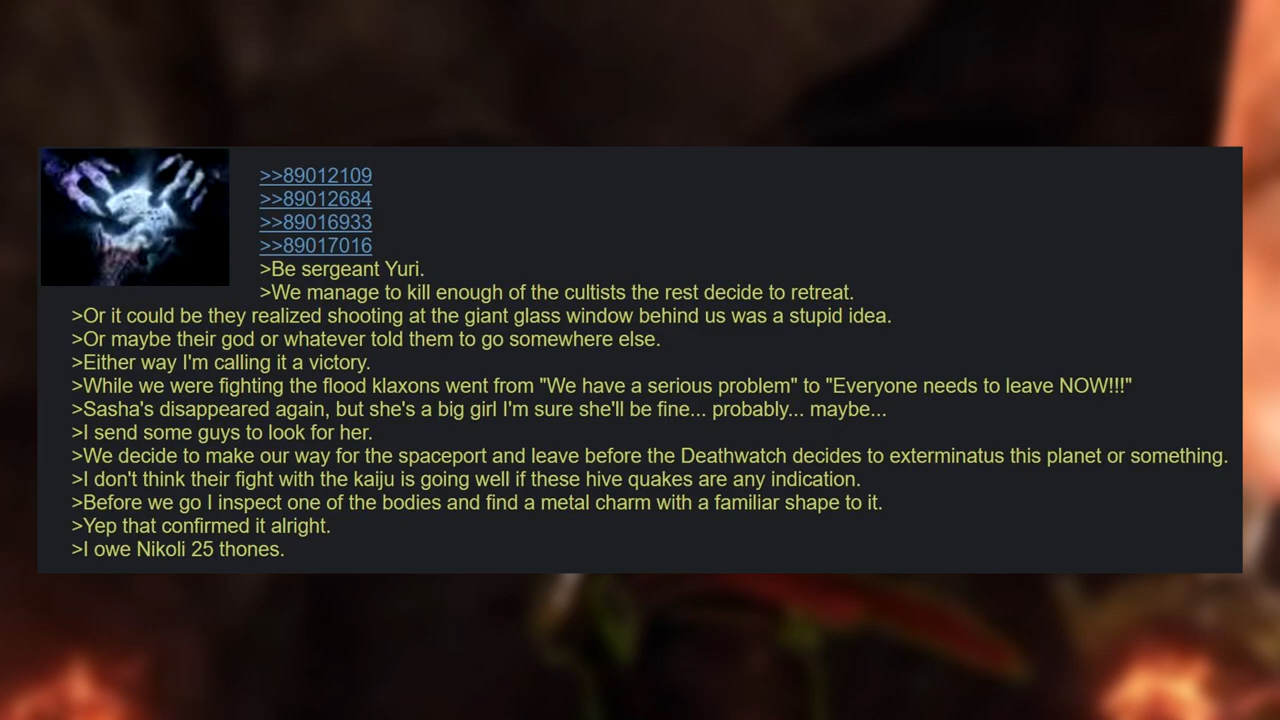 >>89012109
>>89012684
>>89016933
>>89017016
>Be sergeant Yuri.
>We manage to kill enough of the cultists the rest decide to retreat.
>Or it could be they realized shooting at the giant glass window behind us was a stupid idea.
>Or maybe their god or whatever told them to go somewhere else.
>Either way I'm calling it a victory.
>While we were fighting the flood klaxons went from "We have a serious problem" to "Everyone needs to leave NOW!!!"
>Sasha's disappeared again, but she's a big girl I'm sure she'll be fine... probably... maybe...
>I send some guys to look for her.
>We decide to make our way for the spaceport and leave before the Deathwatch decides to exterminatus this planet or something.
>I don't think their fight with the kaiju is going well if these hive quakes are any indication.
>Before we go I inspect one of the bodies and find a metal charm with a familiar shape to it.
>Yep that confirmed it alright.
>I owe Nikoli 25 thones.